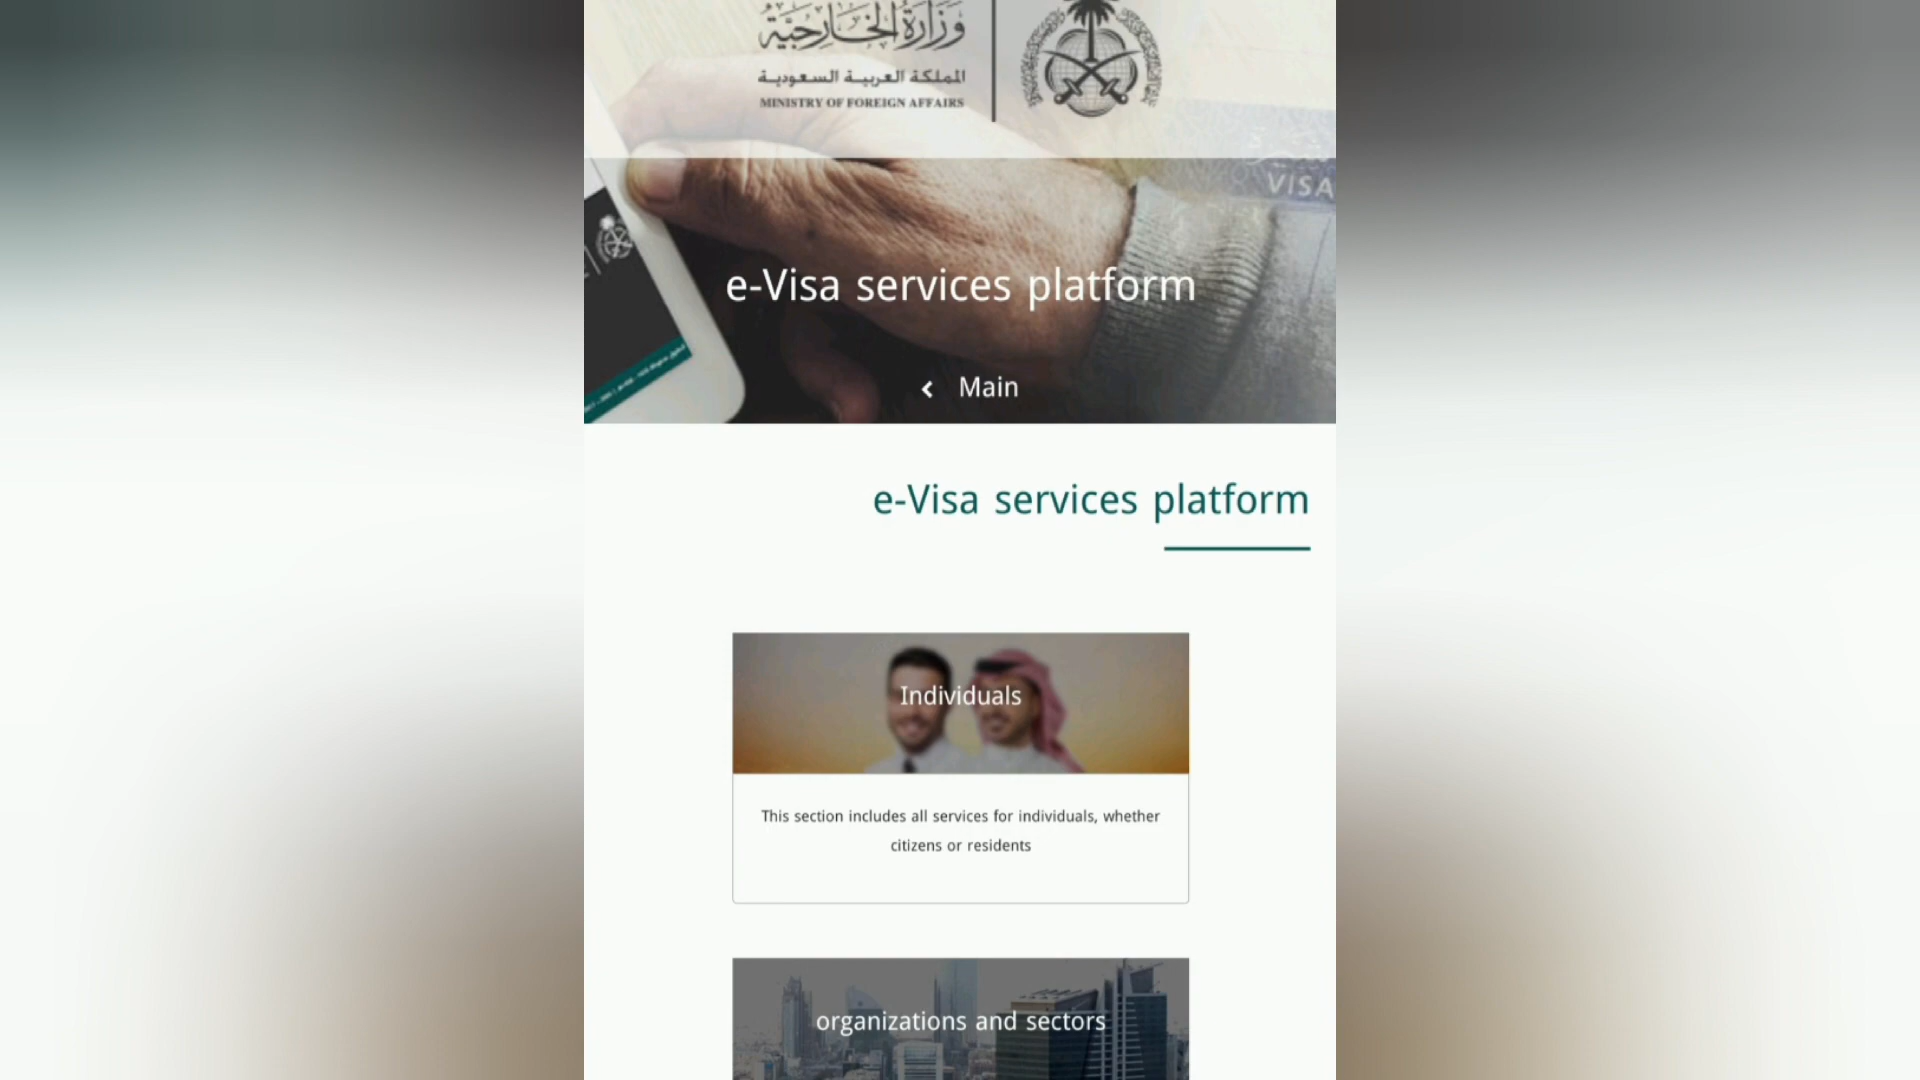 وزارة الخارجية
المملكة العربية السعودية
MINISTRY OF FOREIGN AFFAIRS
VISA
e-Visa services platform
Main
e-Visa services platform
Individuals
This section includes all services for individuals, whether
citizens or residents
organizations and sectors